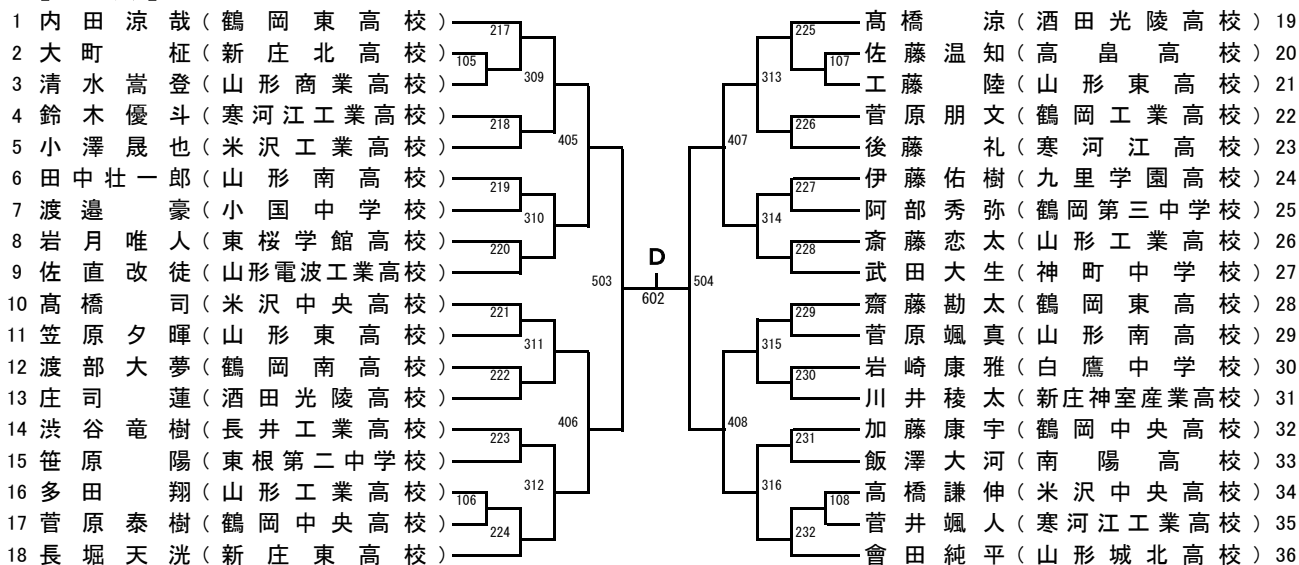 1 内田涼哉(鶴岡東高校)
2 大町柾(新庄北高校)
3 清水嵩登(山形商業高校)
4 鈴木優斗(寒河江工業高校)
5 小澤晟也(米沢工業高校)
6 田中壮一郎(山形南高校)
7 渡邉豪(小国中学校)
8 岩月唯人(東桜学館高校)
9 佐直改徒(山形電波工業高校)
10 髙橋司(米沢中央高校)
11 笠原夕暉(山形東高校)
12 渡部大夢(鶴岡南高校)
13 庄司蓮(酒田光陵高校)
14 渋谷竜樹(長井工業高校)
15 笹原陽(東根第二中学校)
16 多田翔(山形工業高校)
17 菅原泰樹(鶴岡中央高校)
18 長堀天洸(新庄東高校)
217
105
309
218
405
219
310
220
503
221
311
222
406
223
312
106
224
D
602
225
107
313
226
407
227
314
228
504
229
315
230
408
231
316
108
232
髙橋涼(酒田光陵高校) 19
佐藤温知(高畠高校) 20
工藤陸(山形東高校) 21
菅原朋文(鶴岡工業高校) 22
後藤礼(寒河江高校) 23
伊藤佑樹(九里学園高校) 24
阿部秀弥(鶴岡第三中学校) 25
斎藤恋太(山形工業高校) 26
武田大生(神町中学校) 27
齋藤勘太(鶴岡東高校) 28
菅原颯真(山形南高校) 29
岩崎康雅(白鷹中学校) 30
川井稜太(新庄神室産業高校) 31
加藤康宇(鶴岡中央高校) 32
飯澤大河(南陽高校) 33
高橋謙伸(米沢中央高校) 34
菅井颯人(寒河江工業高校) 35
會田純平(山形城北高校) 36